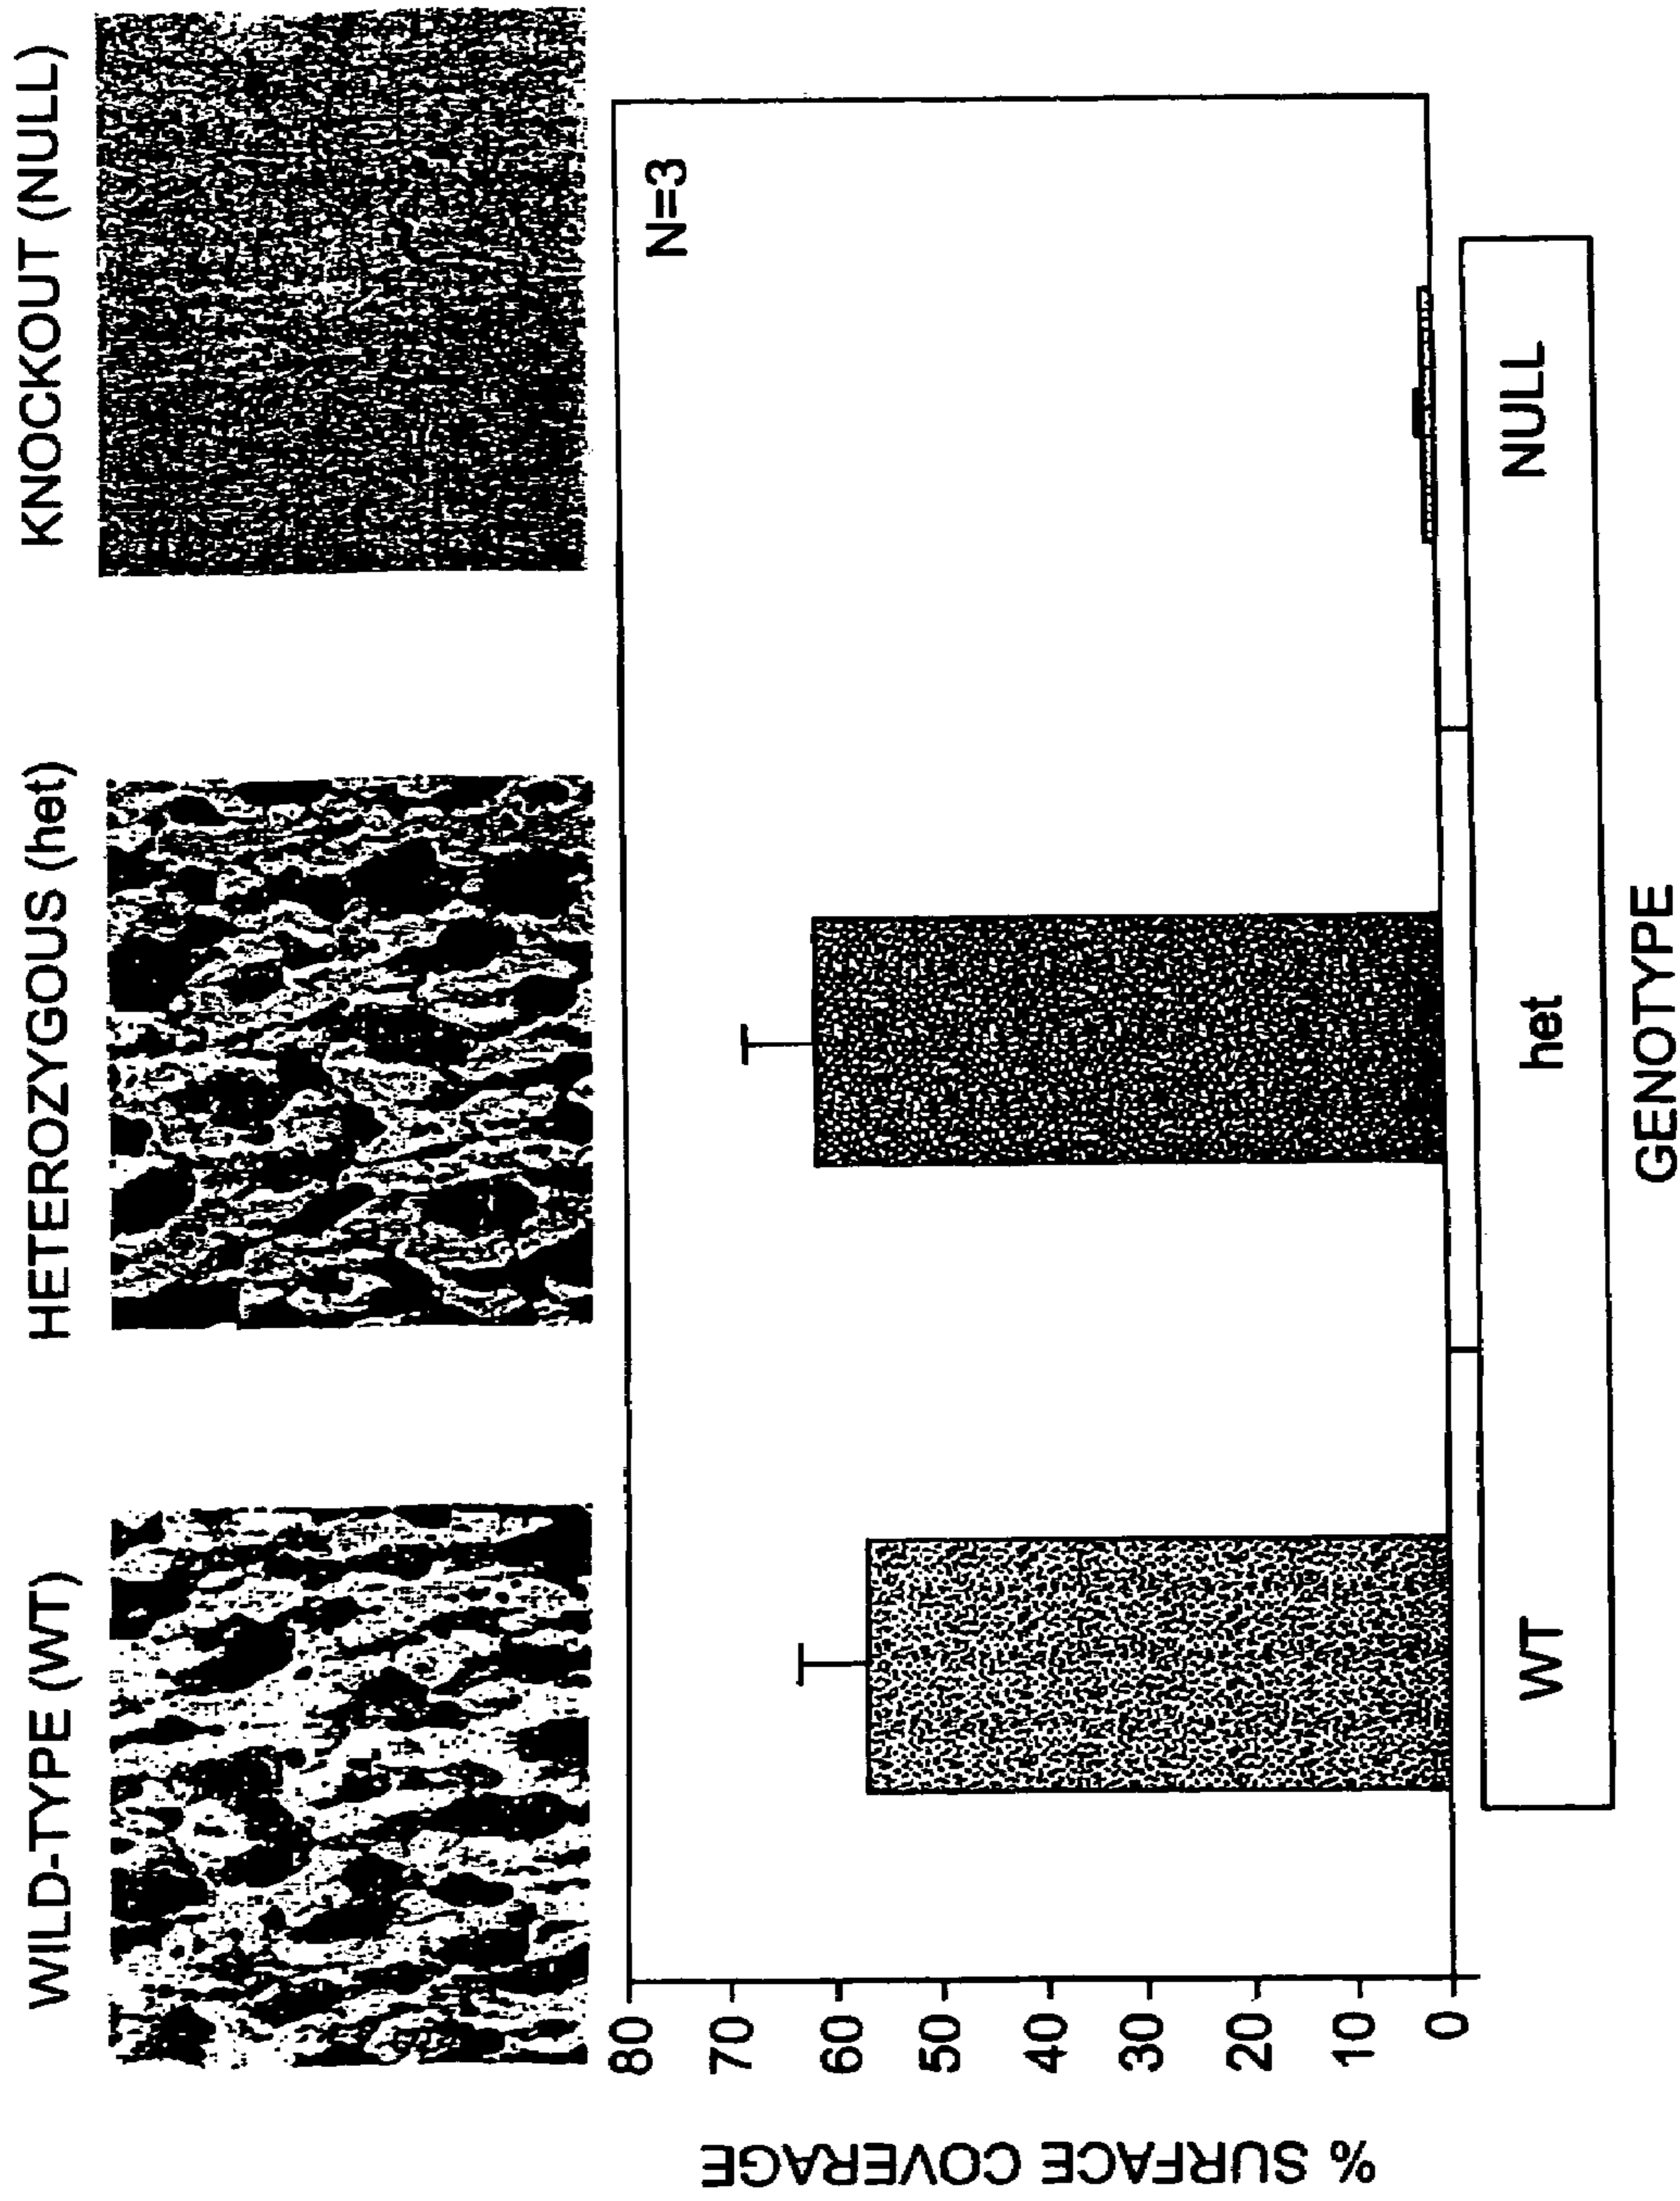 WILD-TYPE (WT)
HETEROZYGOUS (het)
KNOCKOUT (NULL)
N=3
% SURFACE COVERAGE
80
70
60
50
40
30
20
10
0
WT
het
NULL
GENOTYPE